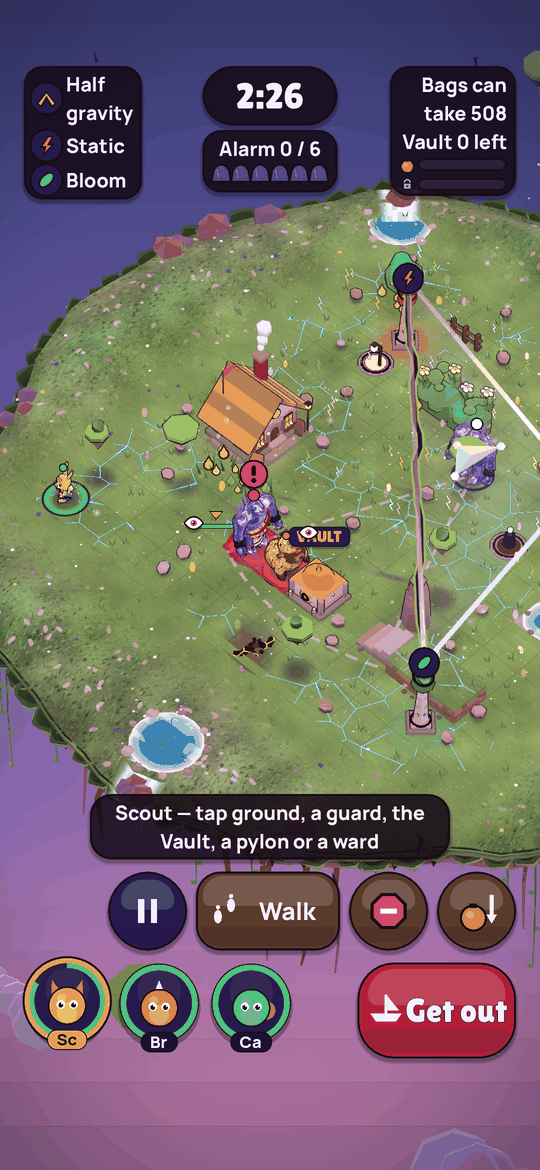 Half
gravity
Static
Bloom
2:26
Alarm 0 / 6
Bags can
take 508
Vault 0 left
!
VAULT
Scout — tap ground, a guard, the
Vault, a pylon or a ward
Walk
Get out
Sc
Br
Ca